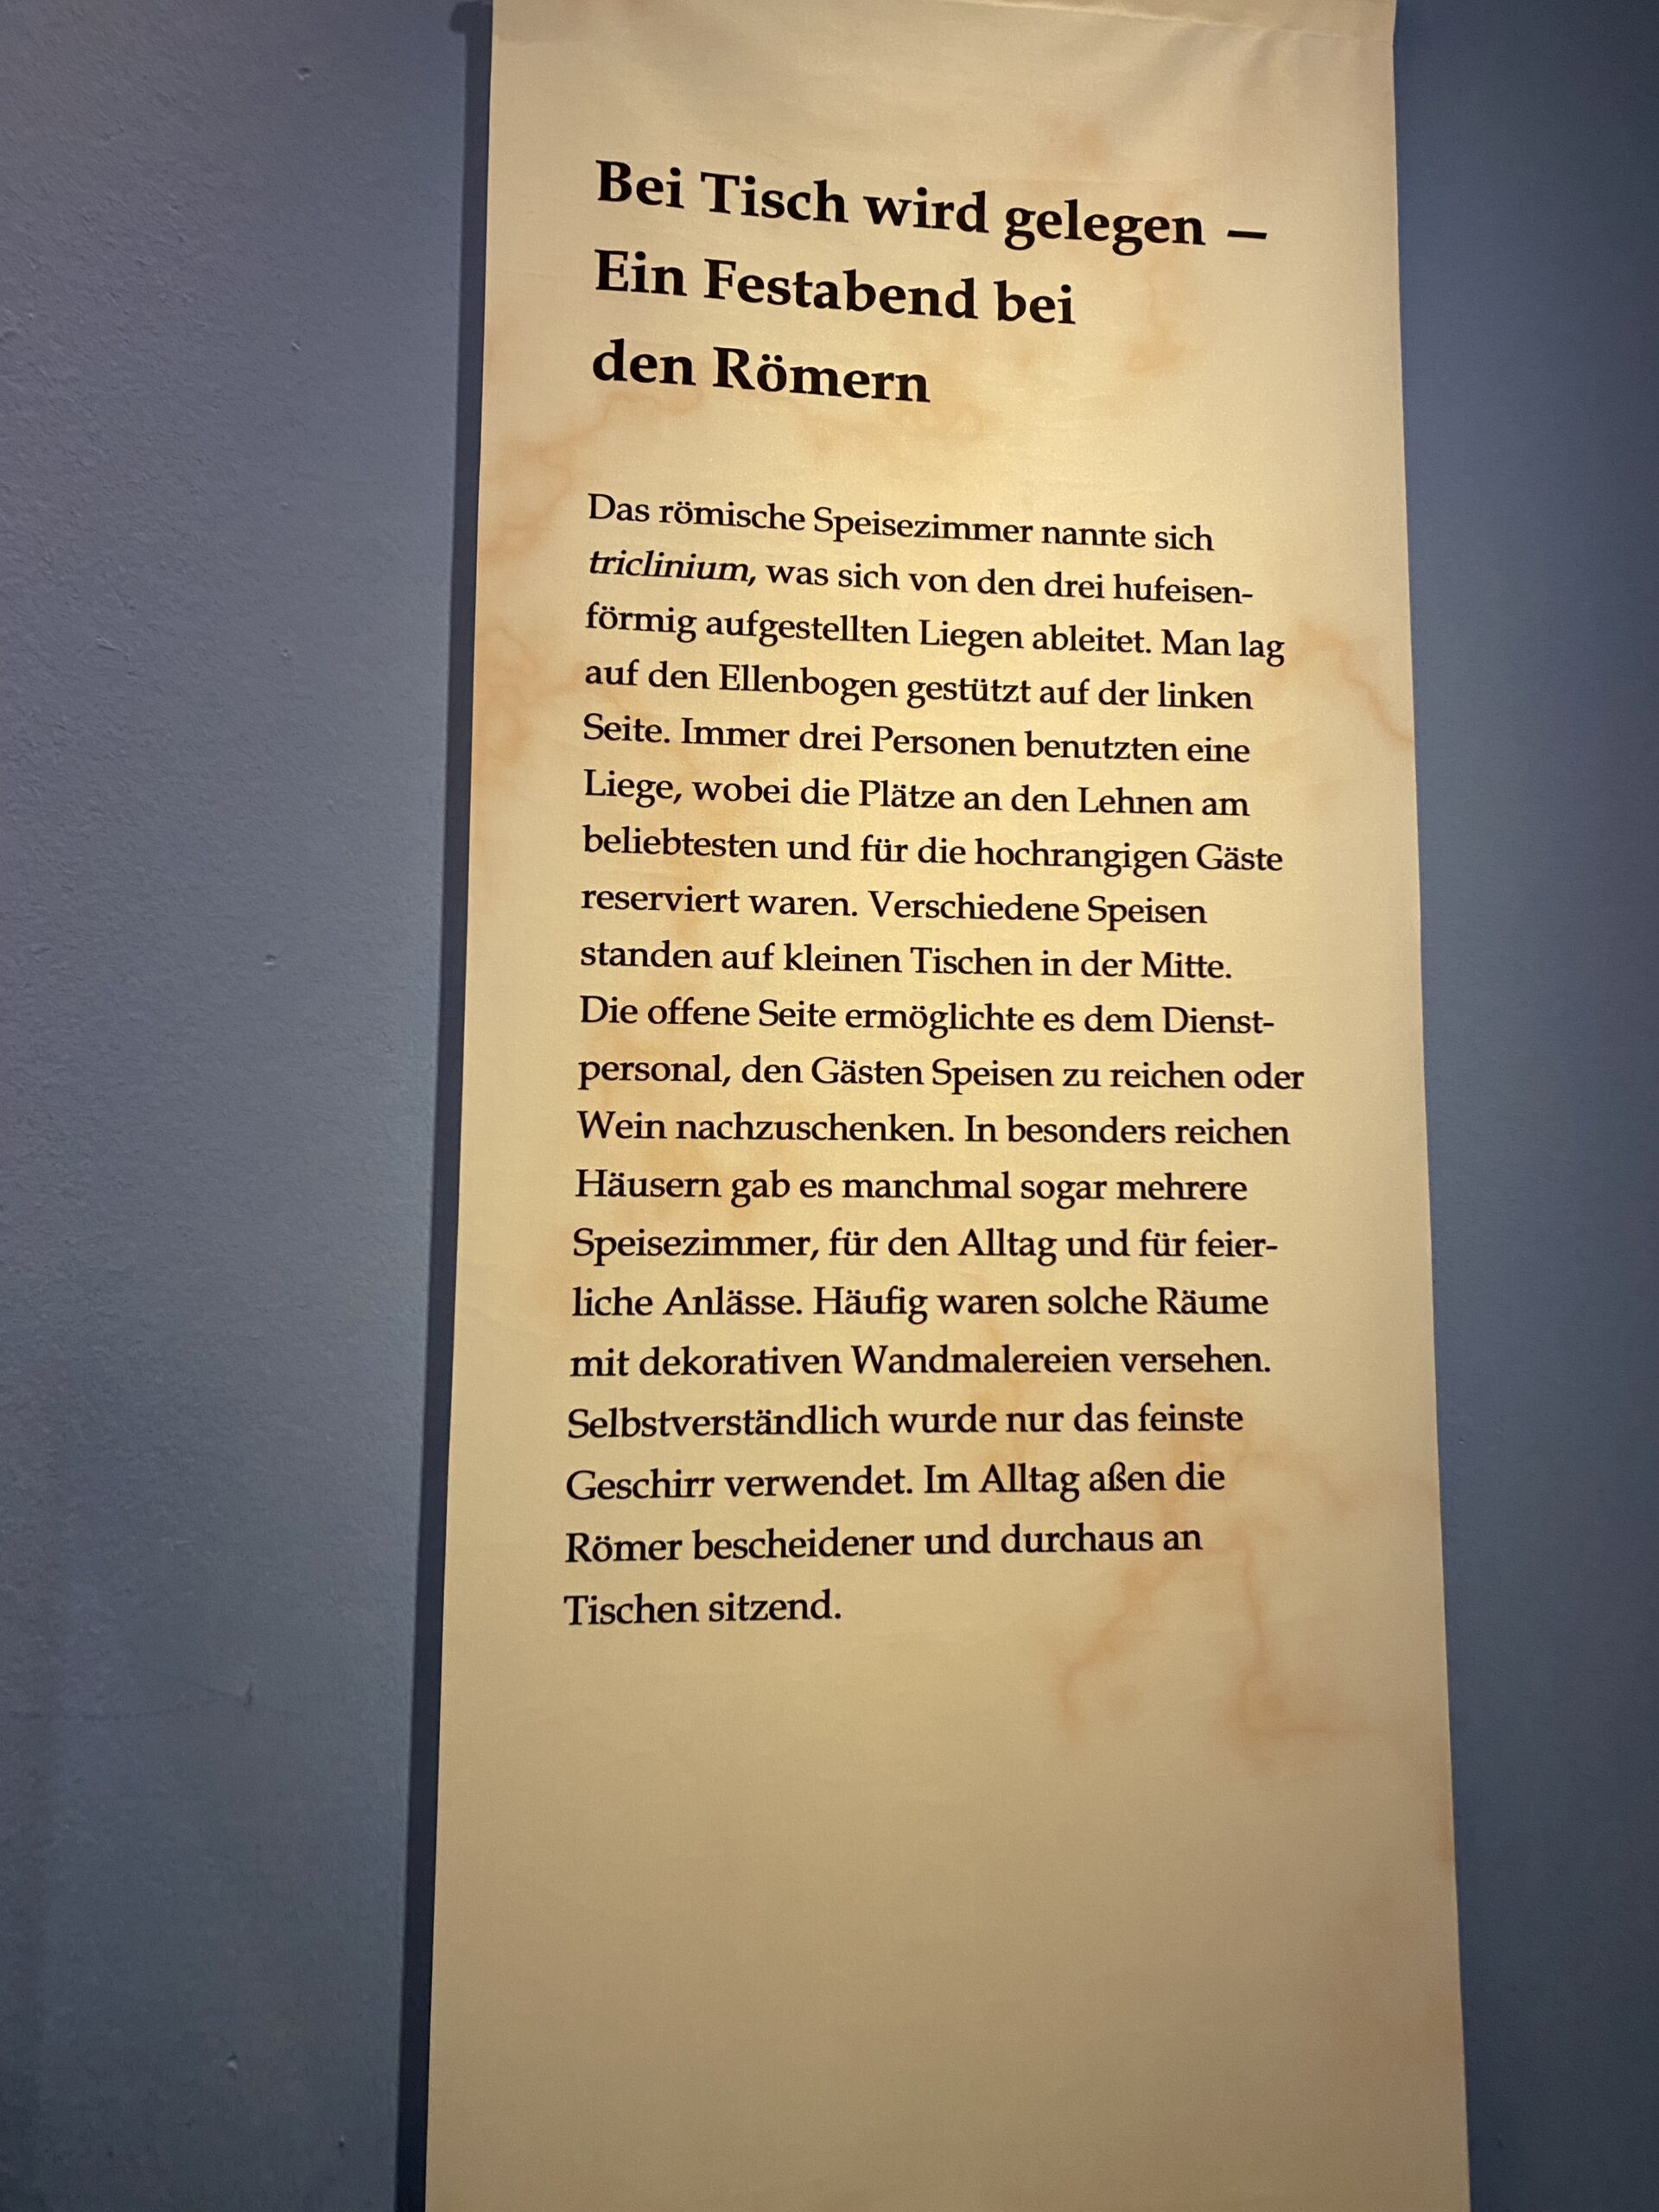 Bei Tisch wird gelegen –
Ein Festabend bei
den Römern
Das römische Speisezimmer nannte sich
triclinium, was sich von den drei hufeisen-
förmig aufgestellten Liegen ableitet. Man lag
auf den Ellenbogen gestützt auf der linken
Seite. Immer drei Personen benutzten eine
Liege, wobei die Plätze an den Lehnen am
beliebtesten und für die hochrangigen Gäste
reserviert waren. Verschiedene Speisen
standen auf kleinen Tischen in der Mitte.
Die offene Seite ermöglichte es dem Dienst-
personal, den Gästen Speisen zu reichen oder
Wein nachzuschenken. In besonders reichen
Häusern gab es manchmal sogar mehrere
Speisezimmer, für den Alltag und für feier-
liche Anlässe. Häufig waren solche Räume
mit dekorativen Wandmalereien versehen.
Selbstverständlich wurde nur das feinste
Geschirr verwendet. Im Alltag aßen die
Römer bescheidener und durchaus an
Tischen sitzend.